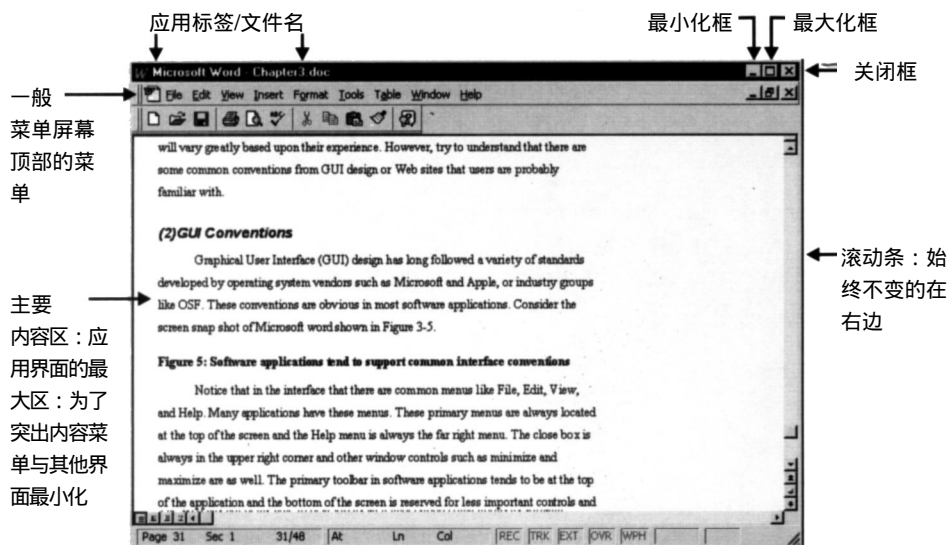 应用标签/文件名
最小化框
最大化框
关闭框
Microsoft Word - Chapter3.doc
一般
菜单屏幕
顶部的菜
单
File Edit View Insert Format Tools Table Window Help
will vary greatly based upon their experience. However, try to understand that there are
some common conventions from GUI design or Web sites that users are probably
familiar with.
(2)GUI Conventions
Graphical User Interface (GUI) design has long followed a variety of standards
developed by operating system vendors such as Microsoft and Apple, or industry groups
like OSF. These conventions are obvious in most software applications. Consider the
screen snap shot of Microsoft word shown in Figure 3-5.
滚动条：始
终不变的在
右边
主要
内容区：应
用界面的最
大区：为了
突出内容菜
单与其他界
面最小化
Figure 5: Software applications tend to support common interface conventions
Notice that in the interface that there are common menus like File, Edit, View,
and Help. Many applications have these menus. These primary menus are always located
at the top of the screen and the Help menu is always the far right menu. The close box is
always in the upper right corner and other window controls such as minimize and
maximize are as well. The primary toolbar in software applications tends to be at the top
of the application and the bottom of the screen is reserved for less important controls and
Page 31 Sec 1 31/48 At Ln Col REC TRK EXT OVR WPH